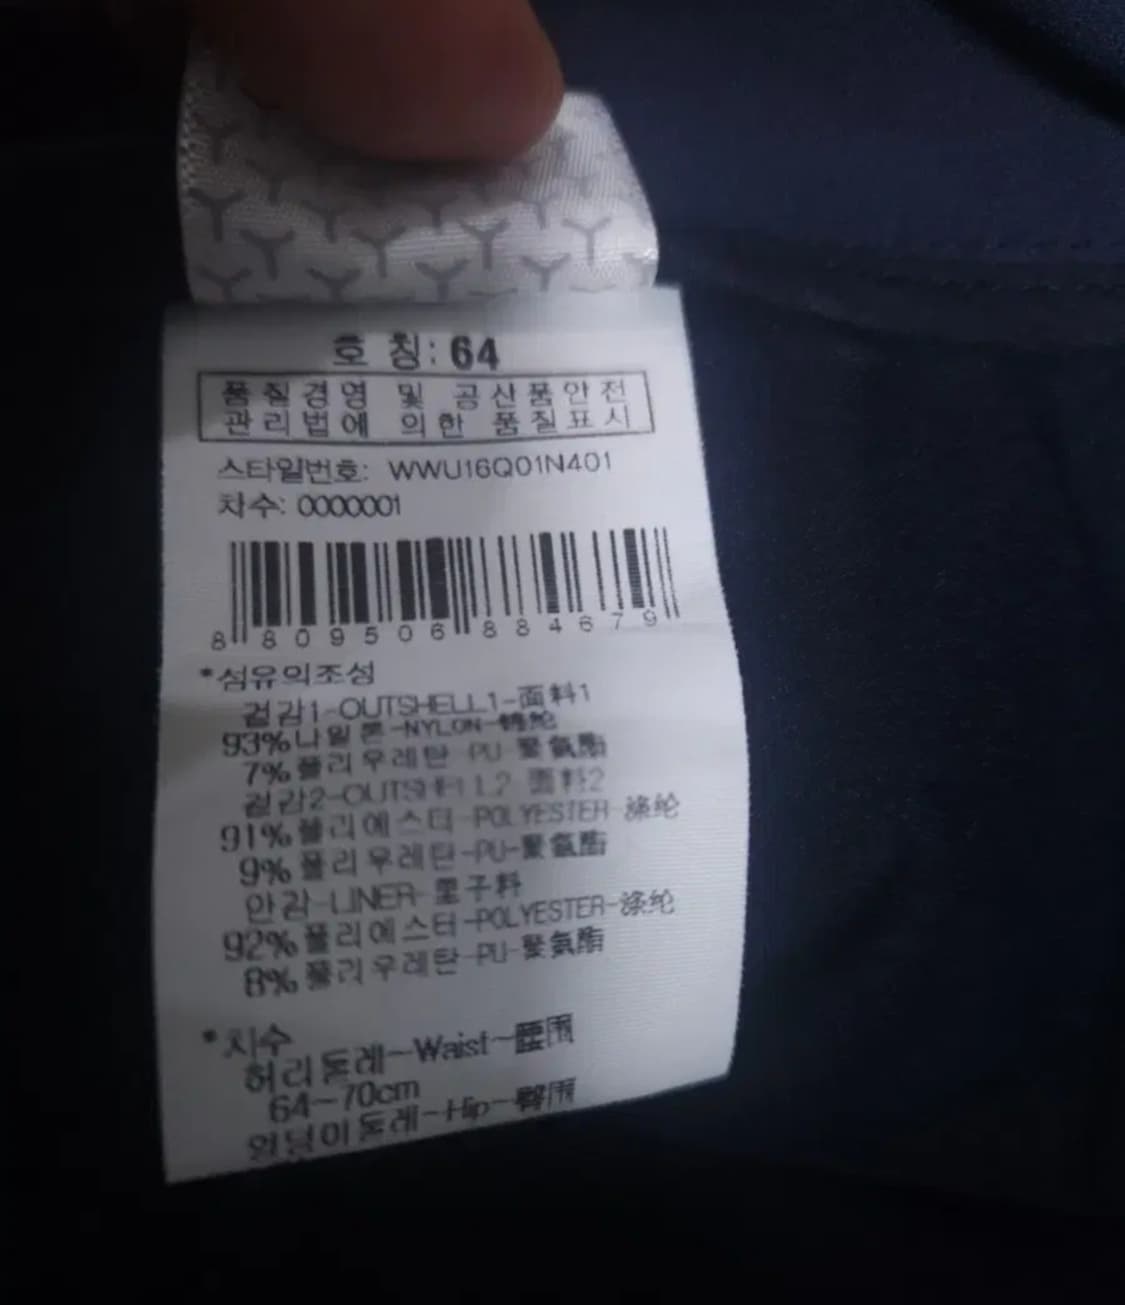 호 칭: 64
품질경영 및 공산품안전
관리법에 의한 품질표시
스타일번호: WWU16Q01N401
차수: 0000001
8 809506 884679
*섬유의조성
겉감1-OUTSHELL1-面料1
93%나일론-NYLON-锦纶
7%폴리우레탄-PU-聚氨酯
겉감2-OUTSHELL2-面料2
91%폴리에스터-POLYESTER-涤纶
9%폴리우레탄-PU-聚氨酯
안감-LINER-里子料
92%폴리에스터-POLYESTER-涤纶
8%폴리우레탄-PU-聚氨酯
*치수
허리둘레-Waist-腰围
64~70cm
엉덩이둘레-Hip-臀围